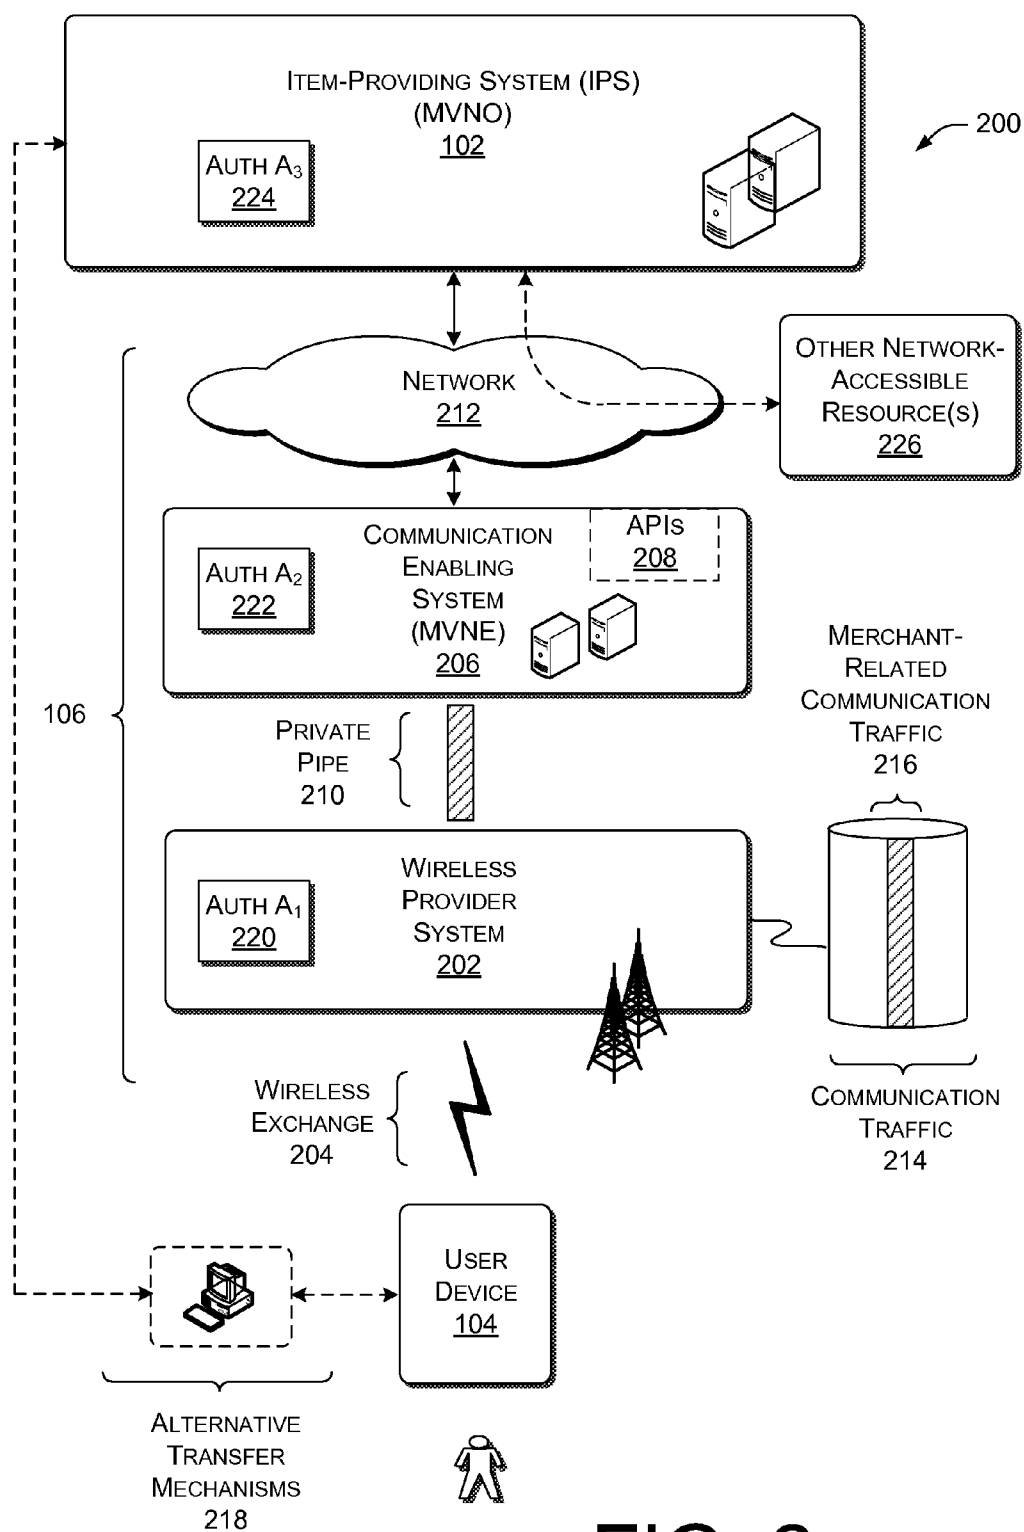 ITEM-PROVIDING SYSTEM (IPS)
(MVNO)
102
AUTH A3
224
200
NETWORK
212
OTHER NETWORK-
ACCESSIBLE
RESOURCE(S)
226
COMMUNICATION
ENABLING
SYSTEM
(MVNE)
206
APIS
208
AUTH A2
222
106
PRIVATE
PIPE
210
MERCHANT-
RELATED
COMMUNICATION
TRAFFIC
216
WIRELESS
PROVIDER
SYSTEM
202
AUTH A1
220
WIRELESS
EXCHANGE
204
COMMUNICATION
TRAFFIC
214
USER
DEVICE
104
ALTERNATIVE
TRANSFER
MECHANISMS
218